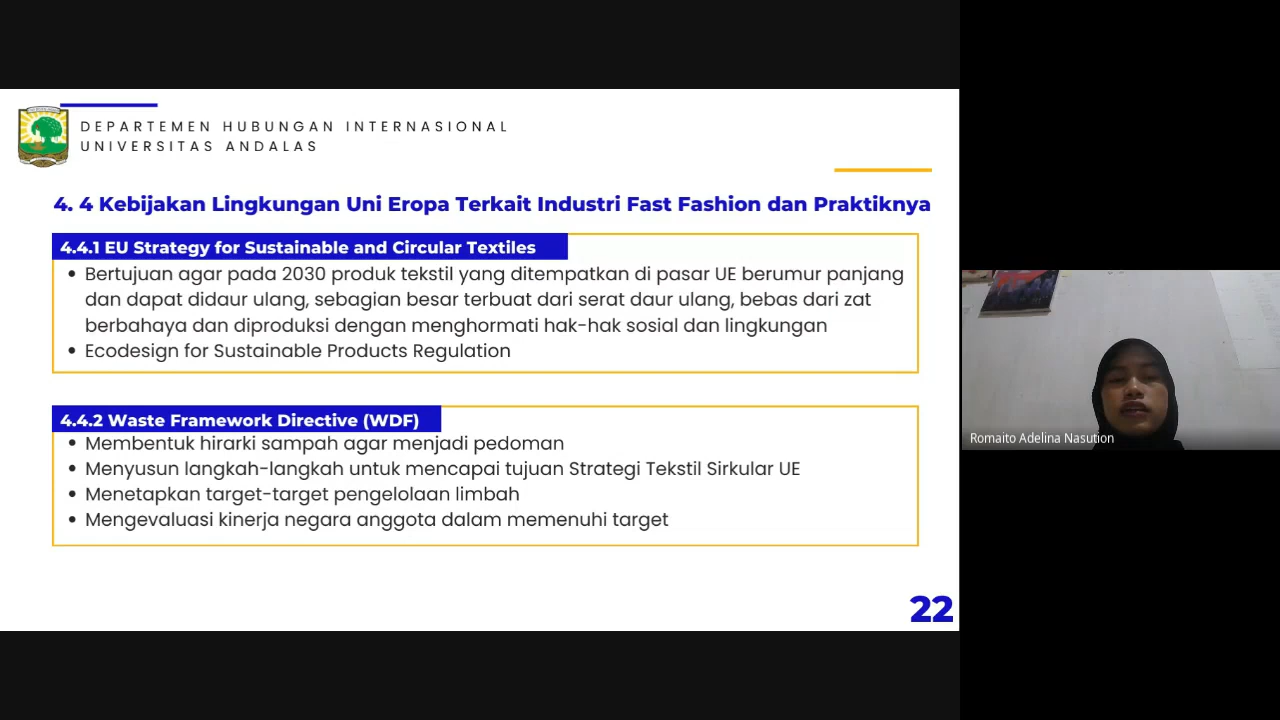 DEPARTEMEN HUBUNGAN INTERNASIONAL
UNIVERSITAS ANDALAS
4. 4 Kebijakan Lingkungan Uni Eropa Terkait Industri Fast Fashion dan Praktiknya
4.4.1 EU Strategy for Sustainable and Circular Textiles
• Bertujuan agar pada 2030 produk tekstil yang ditempatkan di pasar UE berumur panjang
dan dapat didaur ulang, sebagian besar terbuat dari serat daur ulang, bebas dari zat
berbahaya dan diproduksi dengan menghormati hak-hak sosial dan lingkungan
• Ecodesign for Sustainable Products Regulation
4.4.2 Waste Framework Directive (WDF)
• Membentuk hirarki sampah agar menjadi pedoman
• Menyusun langkah-langkah untuk mencapai tujuan Strategi Tekstil Sirkular UE
• Menetapkan target-target pengelolaan limbah
• Mengevaluasi kinerja negara anggota dalam memenuhi target
22
Romaito Adelina Nasution